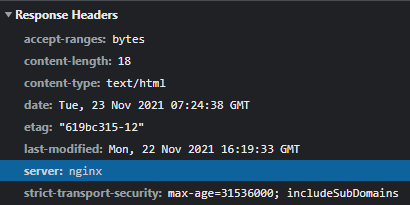 Response Headers
accept-ranges: bytes
content-length: 18
content-type: text/html
date: Tue, 23 Nov 2021 07:24:38 GMT
etag: "619bc315-12"
last-modified: Mon, 22 Nov 2021 16:19:33 GMT
server: nginx
strict-transport-security: max-age=31536000; includeSubDomains